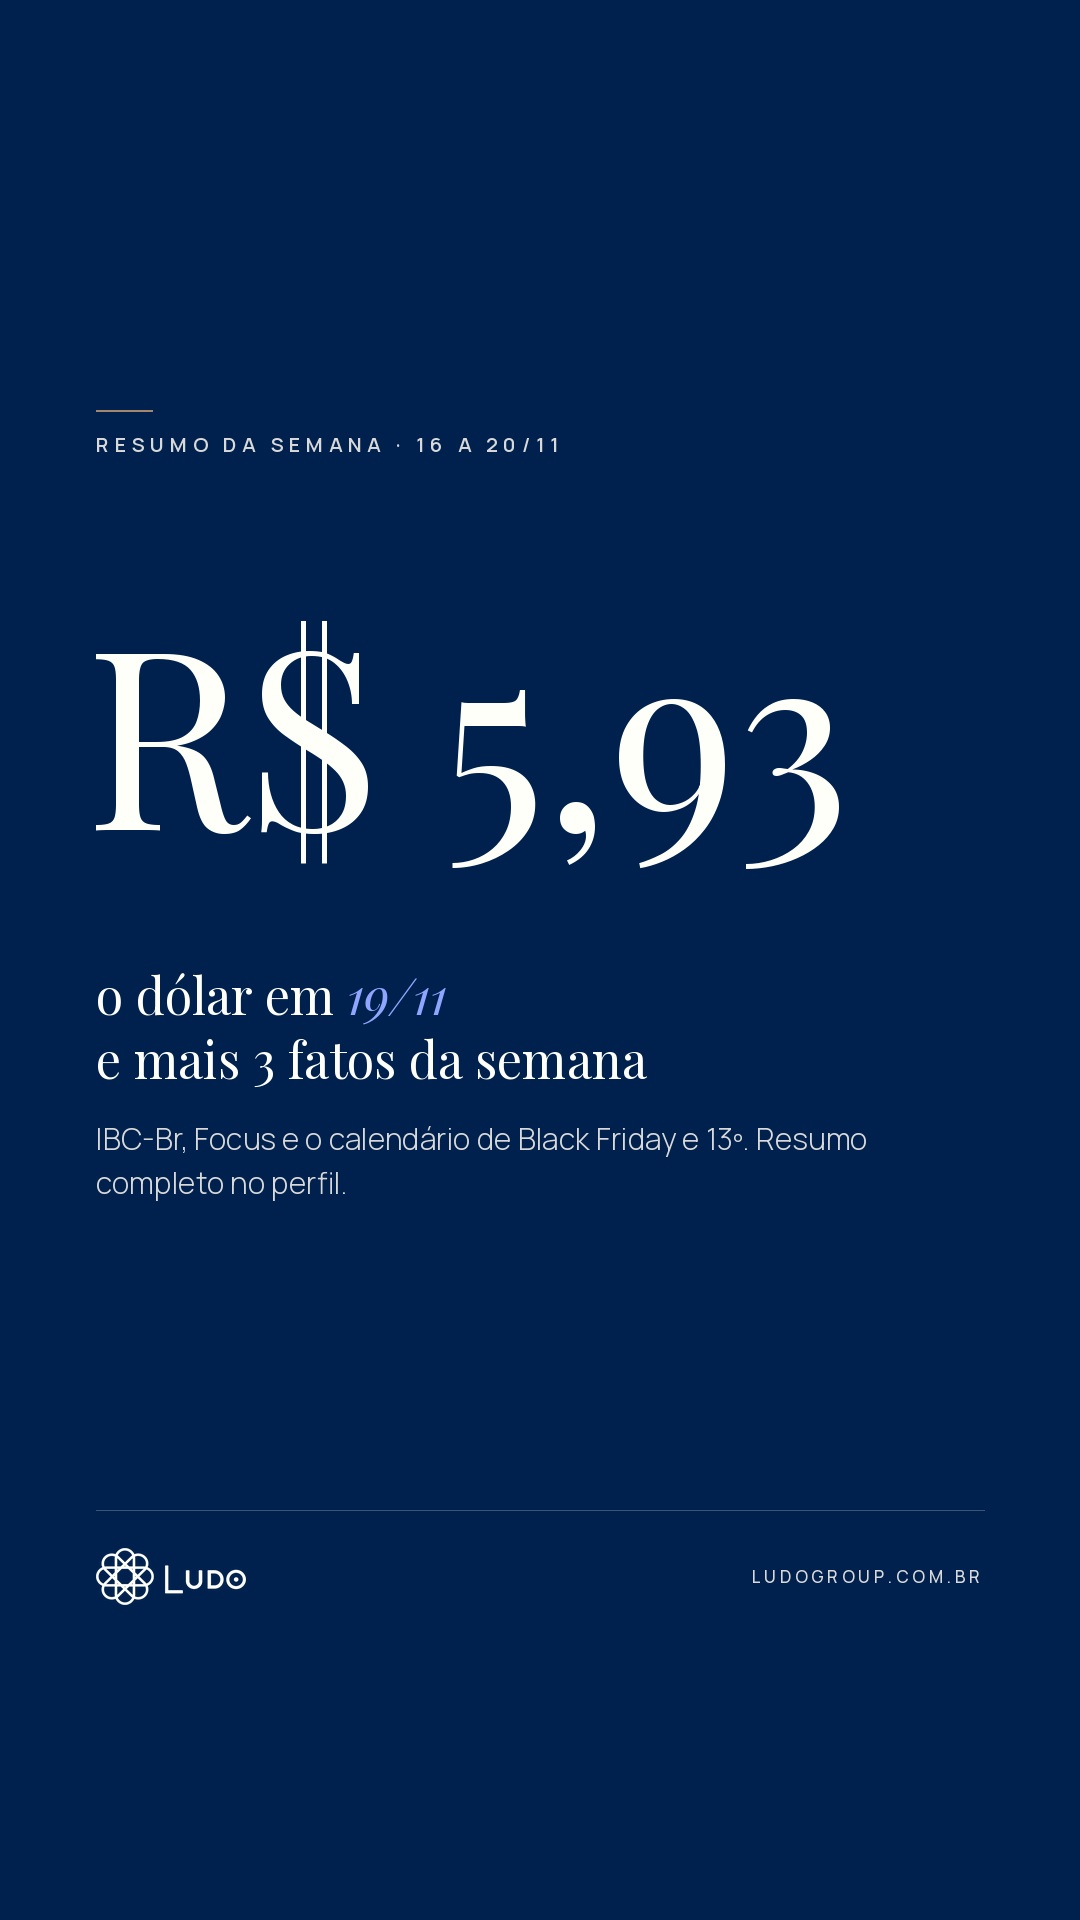 RESUMO DA SEMANA · 16 A 20/11
R$ 5,93
o dólar em 19/11
e mais 3 fatos da semana
IBC-Br, Focus e o calendário de Black Friday e 13º. Resumo
completo no perfil.
LUDO
LUDOGROUP.COM.BR